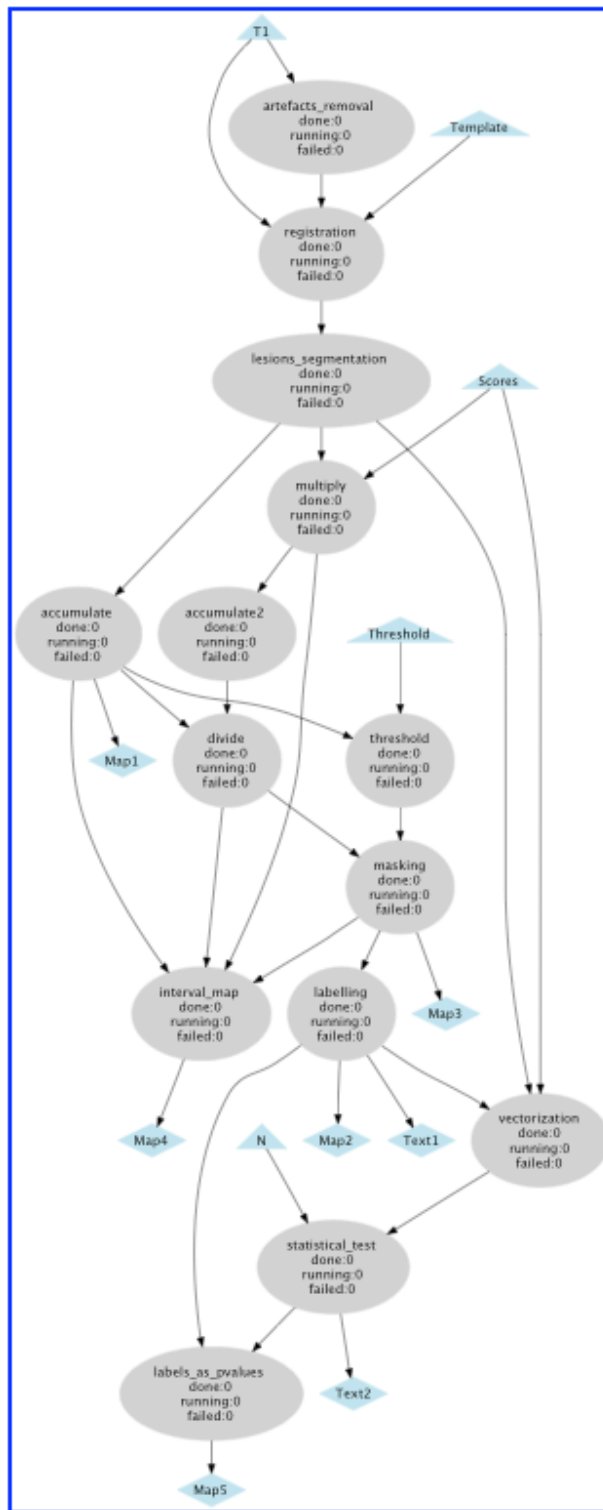 T1
artefacts_removal
done:0
running:0
failed:0
Template
registration
done:0
running:0
failed:0
lesions_segmentation
done:0
running:0
failed:0
Scores
multiply
done:0
running:0
failed:0
accumulate
done:0
running:0
failed:0
accumulate2
done:0
running:0
failed:0
Threshold
divide
done:0
running:0
failed:0
threshold
done:0
running:0
failed:0
Map1
masking
done:0
running:0
failed:0
interval_map
done:0
running:0
failed:0
labelling
done:0
running:0
failed:0
Map3
vectorization
done:0
running:0
failed:0
Map4
N
Map2
Text1
statistical_test
done:0
running:0
failed:0
labels_as_pvalues
done:0
running:0
failed:0
Text2
Map5